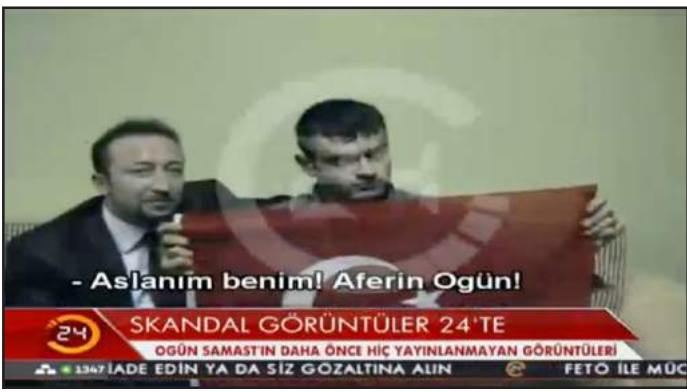 - Aslanım benim! Aferin Ogün!
24
SKANDAL GÖRÜNTÜLER 24'TE
OGÜN SAMAST'IN DAHA ÖNCE HİÇ YAYINLANMAYAN GÖRÜNTÜLERİ
1347 İADE EDİN YA DA SİZ GÖZALTINA ALIN FETÖ İLE MÜC